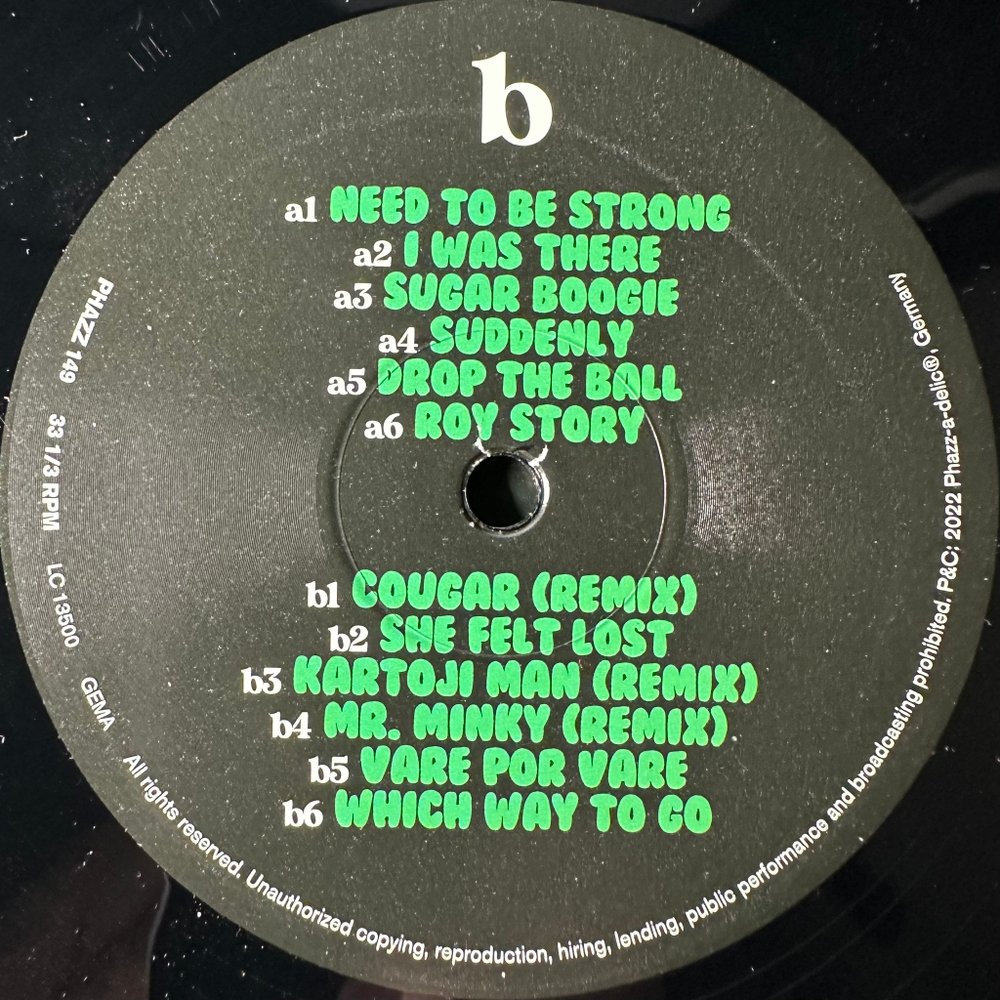 b
a1 NEED TO BE STRONG
a2 I WAS THERE
a3 SUGAR BOOGIE
a4 SUDDENLY
a5 DROP THE BALL
a6 ROY STORY
b1 COUGAR (REMIX)
b2 SHE FELT LOST
b3 KARTOJI MAN (REMIX)
b4 MR. MINKY (REMIX)
b5 VARE POR VARE
b6 WHICH WAY TO GO
PHAZZ 149 33 1/3 RPM LC 13500 GEMA All rights reserved. Unauthorized copying, reproduction, hiring, lending, public performance and broadcasting prohibited. P&C: 2022 Phazz-a-delic®, Germany